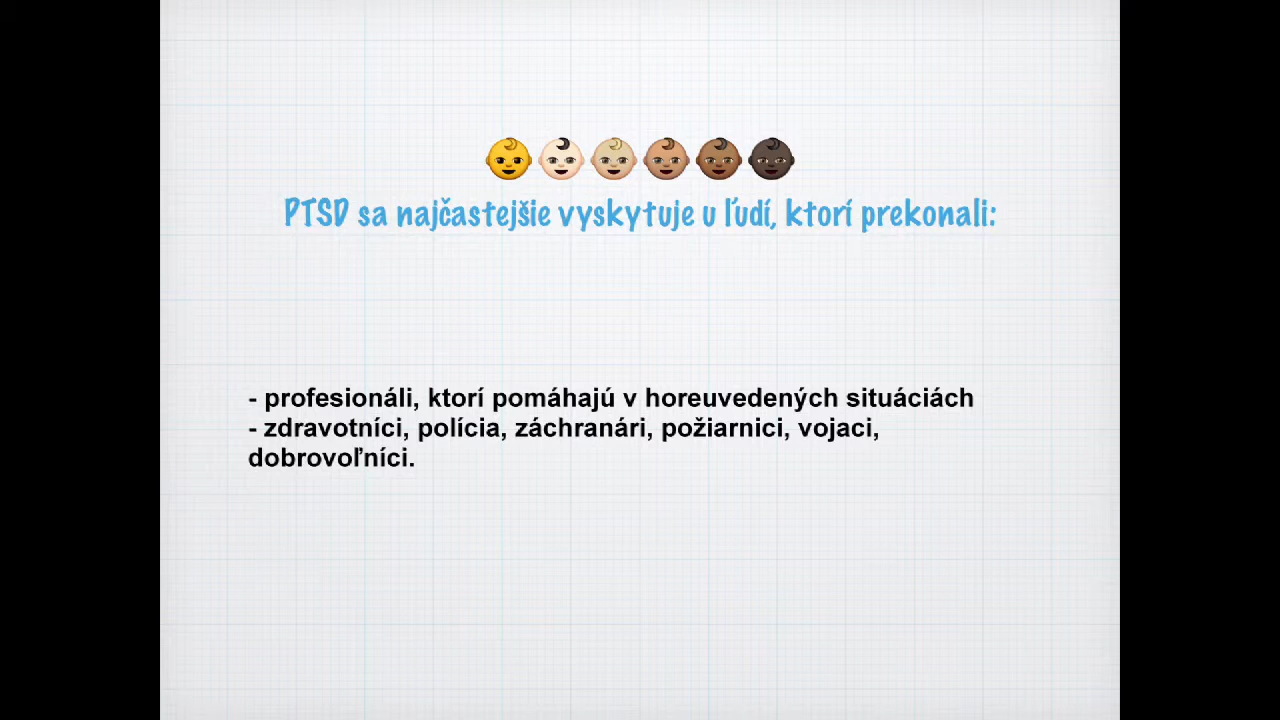 PTSD sa najčastejšie vyskytuje u ľudí, ktorí prekonali:
- profesionáli, ktorí pomáhajú v horeuvedených situáciách
- zdravotníci, polícia, záchranári, požiarnici, vojaci,
dobrovoľníci.